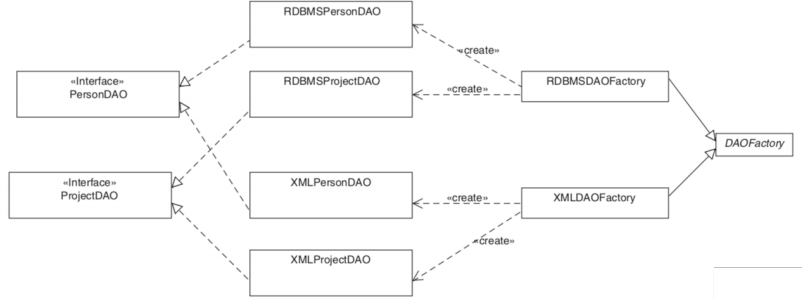 RDBMSPersonDAO
«create»
«Interface»
PersonDAO
RDBMSProjectDAO
«create»
RDBMSDAOFactory
DAOFactory
«Interface»
ProjectDAO
XMLPersonDAO
«create»
XMLDAOFactory
«create»
XMLProjectDAO